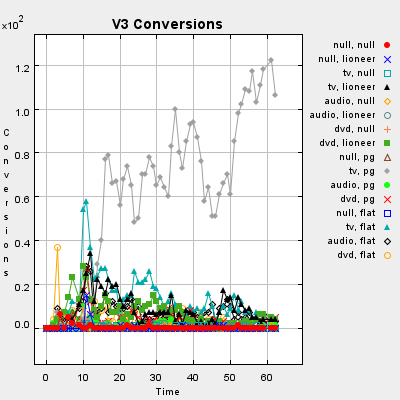 V3 Conversions
x10²
1.2
1.0
0.8
0.6
0.4
0.2
0.0
Conversions
0
10
20
30
40
50
60
Time
null, null
null, lioneer
tv, null
tv, lioneer
audio, null
audio, lioneer
dvd, null
dvd, lioneer
null, pg
tv, pg
audio, pg
dvd, pg
null, flat
tv, flat
audio, flat
dvd, flat